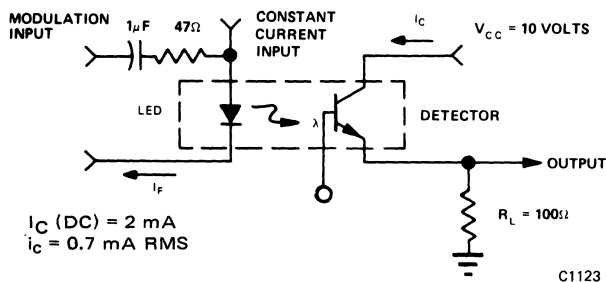 MODULATION
INPUT
1µF
47Ω
CONSTANT
CURRENT
INPUT
I_C
V_CC = 10 VOLTS
LED
λ
DETECTOR
I_F
OUTPUT
I_C (DC) = 2 mA
i_c = 0.7 mA RMS
R_L = 100Ω
C1123